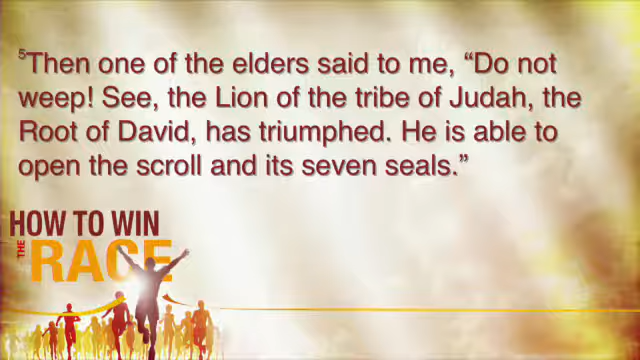 ⁵Then one of the elders said to me, “Do not
weep! See, the Lion of the tribe of Judah, the
Root of David, has triumphed. He is able to
open the scroll and its seven seals.”
HOW TO WIN
THE RACE